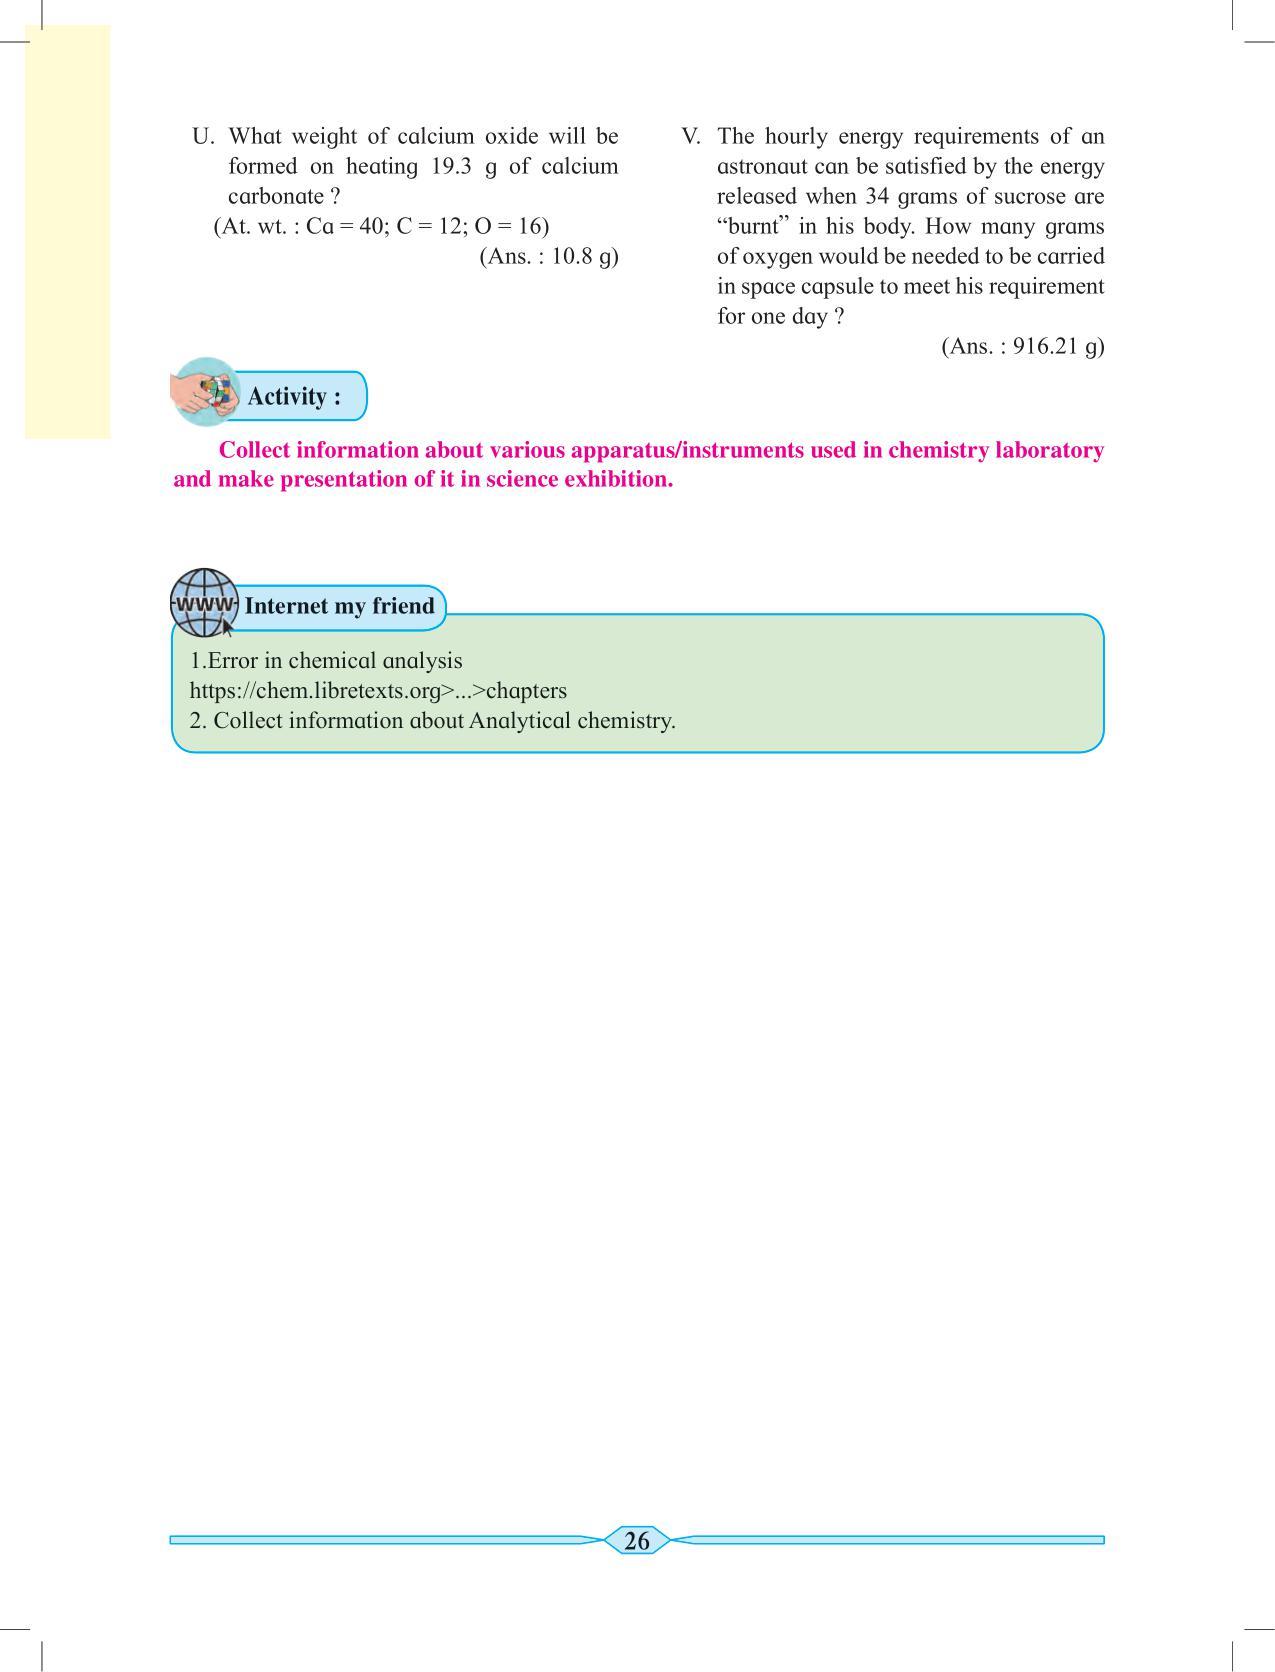 U. What weight of calcium oxide will be
formed on heating 19.3 g of calcium
carbonate ?
(At. wt. : Ca = 40; C = 12; O = 16)
(Ans. : 10.8 g)
V. The hourly energy requirements of an
astronaut can be satisfied by the energy
released when 34 grams of sucrose are
“burnt” in his body. How many grams
of oxygen would be needed to be carried
in space capsule to meet his requirement
for one day ?
(Ans. : 916.21 g)
Activity :
Collect information about various apparatus/instruments used in chemistry laboratory
and make presentation of it in science exhibition.
WWW Internet my friend
1.Error in chemical analysis
https://chem.libretexts.org>...>chapters
2. Collect information about Analytical chemistry.
26